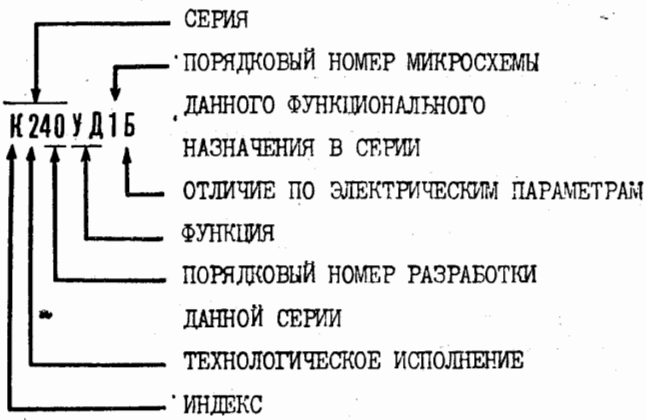 СЕРИЯ
ПОРЯДКОВЫЙ НОМЕР МИКРОСХЕМЫ
ДАННОГО ФУНКЦИОНАЛЬНОГО
К240УД1Б
НАЗНАЧЕНИЯ В СЕРИИ
ОТЛИЧИЕ ПО ЭЛЕКТРИЧЕСКИМ ПАРАМЕТРАМ
ФУНКЦИЯ
ПОРЯДКОВЫЙ НОМЕР РАЗРАБОТКИ
ДАННОЙ СЕРИИ
ТЕХНОЛОГИЧЕСКОЕ ИСПОЛНЕНИЕ
ИНДЕКС